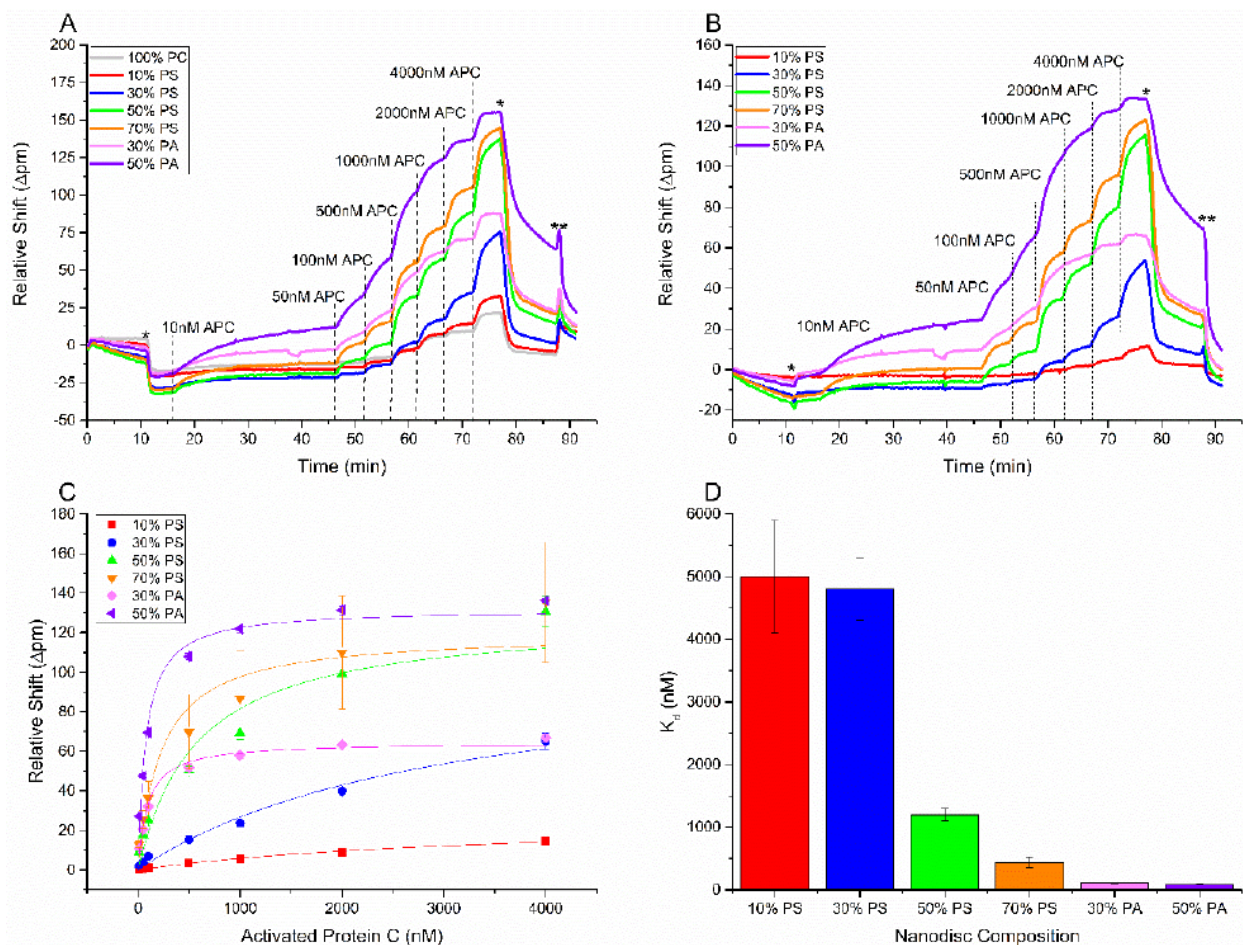 A
200
175
150
125
100
75
50
25
0
-25
-50
Relative Shift (Δpm)
100% PC
10% PS
30% PS
50% PS
70% PS
30% PA
50% PA
4000nM APC
2000nM APC
1000nM APC
500nM APC
100nM APC
50nM APC
10nM APC
*
*
**
0 10 20 30 40 50 60 70 80 90
Time (min)
B
160
140
120
100
80
60
40
20
0
-20
Relative Shift (Δpm)
10% PS
30% PS
50% PS
70% PS
30% PA
50% PA
4000nM APC
2000nM APC
1000nM APC
500nM APC
100nM APC
50nM APC
10nM APC
*
*
**
0 10 20 30 40 50 60 70 80 90
Time (min)
C
180
160
140
120
100
80
60
40
20
0
Relative Shift (Δpm)
10% PS
30% PS
50% PS
70% PS
30% PA
50% PA
0 1000 2000 3000 4000
Activated Protein C (nM)
D
6000
5000
4000
3000
2000
1000
0
Kd (nM)
10% PS 30% PS 50% PS 70% PS 30% PA 50% PA
Nanodisc Composition